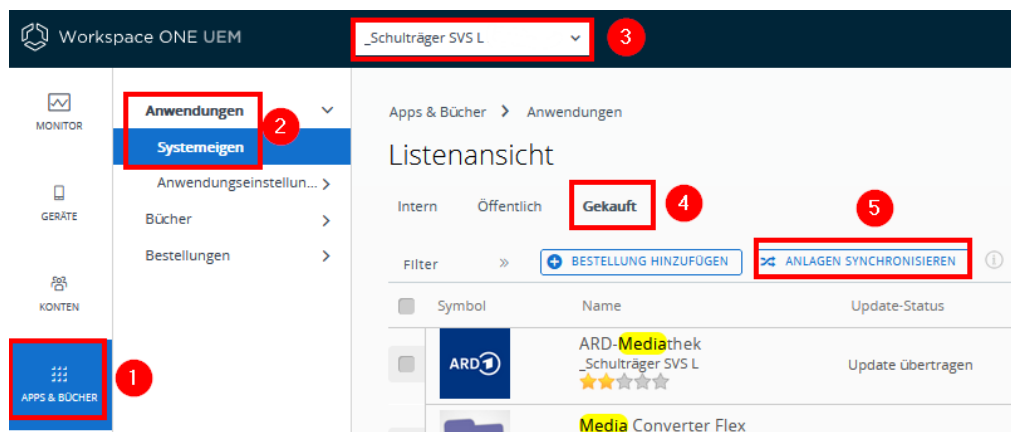 Workspace ONE UEM
_Schulträger SVS L
3
MONITOR
GERÄTE
KONTEN
APPS & BÜCHER
1
Anwendungen
2
Systemeigen
Anwendungseinstellun...
Bücher
Bestellungen
Apps & Bücher > Anwendungen
Listenansicht
Intern Öffentlich Gekauft
4
5
Filter » BESTELLUNG HINZUFÜGEN ANLAGEN SYNCHRONISIEREN
Symbol Name Update-Status
ARD 1
ARD-Mediathek
_Schulträger SVS L
Update übertragen
Media Converter Flex